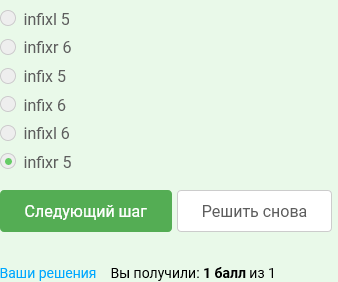 infixl 5
infixr 6
infix 5
infix 6
infixl 6
infixr 5
Следующий шаг
Решить снова
Ваши решения Вы получили: 1 балл из 1